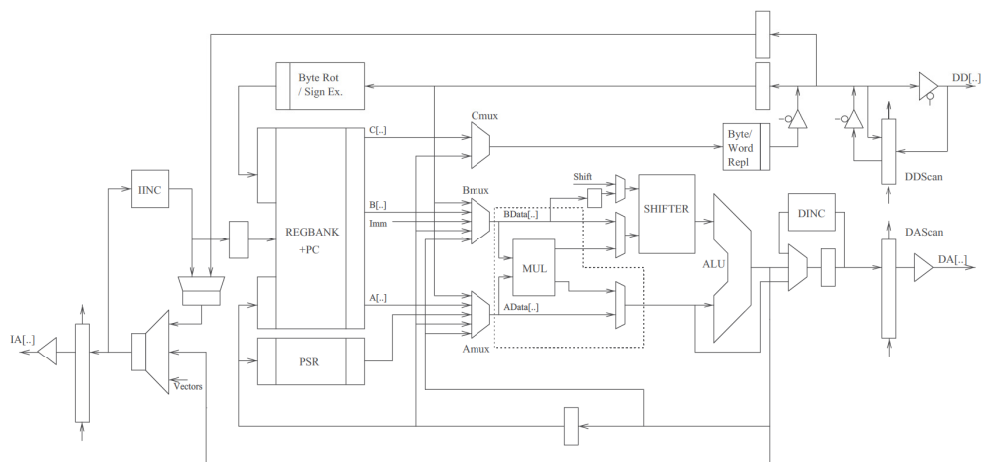 Byte Rot
/ Sign Ex.
DD[..]
C[..]
Cmux
Byte/
Word
Repl
DDScan
IINC
Shift
Bmux
B[..]
BData[..]
SHIFTER
DINC
DAScan
Imm
REGBANK
+PC
MUL
ALU
DA[..]
A[..]
AData[..]
IA[..]
Amux
PSR
Vectors